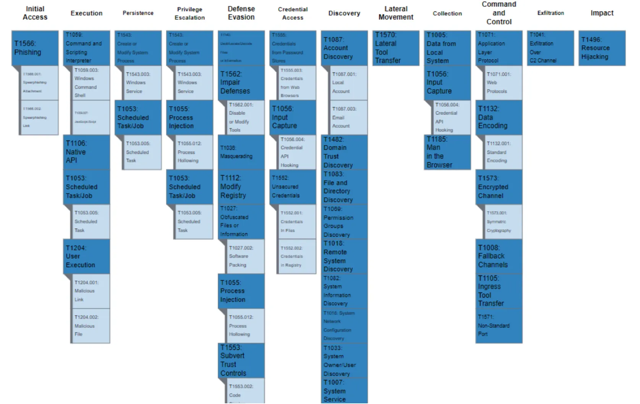 Initial
Access
T1566:
Phishing
T1566.001:
T1566.002:
Link
Execution
T1059:
Command and
Scripting
Interpreter
T1059.003:
Windows
Command
Shell
T1106:
Native
API
T1053:
Scheduled
Task/Job
T1053.005:
Scheduled
Task
T1204:
User
Execution
T1204.001:
Malicious
Link
T1204.002:
Malicious
File
Persistence
T1543:
Create or
Modify System
Process
T1543.003:
Windows
Service
T1053:
Scheduled
Task/Job
T1053.005:
Scheduled
Task
Privilege
Escalation
T1543:
Create or
Modify System
Process
T1543.003:
Windows
Service
T1055:
Process
Injection
T1055.012:
Process
Hollowing
T1053:
Scheduled
Task/Job
T1053.005:
Scheduled
Task
Defense
Evasion
T1562:
Impair
Defenses
T1562.001:
Disable
or Modify
Tools
T1036:
Masquerading
T1112:
Modify
Registry
T1027:
Obfuscated
Files or
Information
T1027.002:
Software
Packing
T1055:
Process
Injection
T1055.012:
Process
Hollowing
T1553:
Subvert
Trust
Controls
T1553.002:
Code
Credential
Access
T1555:
Credentials
from Password
Stores
T1555.003:
Credentials
from Web
Browsers
T1056:
Input
Capture
T1056.004:
Credential
API
Hooking
T1552:
Unsecured
Credentials
T1552.001:
Credentials
in Files
T1552.002:
Credentials
in Registry
Discovery
T1087:
Account
Discovery
T1087.001:
Local
Account
T1087.003:
Email
Account
T1482:
Domain
Trust
Discovery
T1083:
File and
Directory
Discovery
T1069:
Permission
Groups
Discovery
T1018:
Remote
System
Discovery
T1082:
System
Information
Discovery
T1016: System
Network
Configuration
Discovery
T1033:
System
Owner/User
Discovery
T1007:
System
Service
Lateral
Movement
T1570:
Lateral
Tool
Transfer
Collection
T1005:
Data from
Local
System
T1056:
Input
Capture
T1056.004:
Credential
API
Hooking
T1185:
Man
in the
Browser
Command
and
Control
T1071:
Application
Layer
Protocol
T1071.001:
Web
Protocols
T1132:
Data
Encoding
T1132.001:
Standard
Encoding
T1573:
Encrypted
Channel
T1573.001:
Symmetric
Cryptography
T1008:
Fallback
Channels
T1105:
Ingress
Tool
Transfer
T1571:
Non-Standard
Port
Exfiltration
T1041:
Exfiltration
Over
C2 Channel
Impact
T1496:
Resource
Hijacking